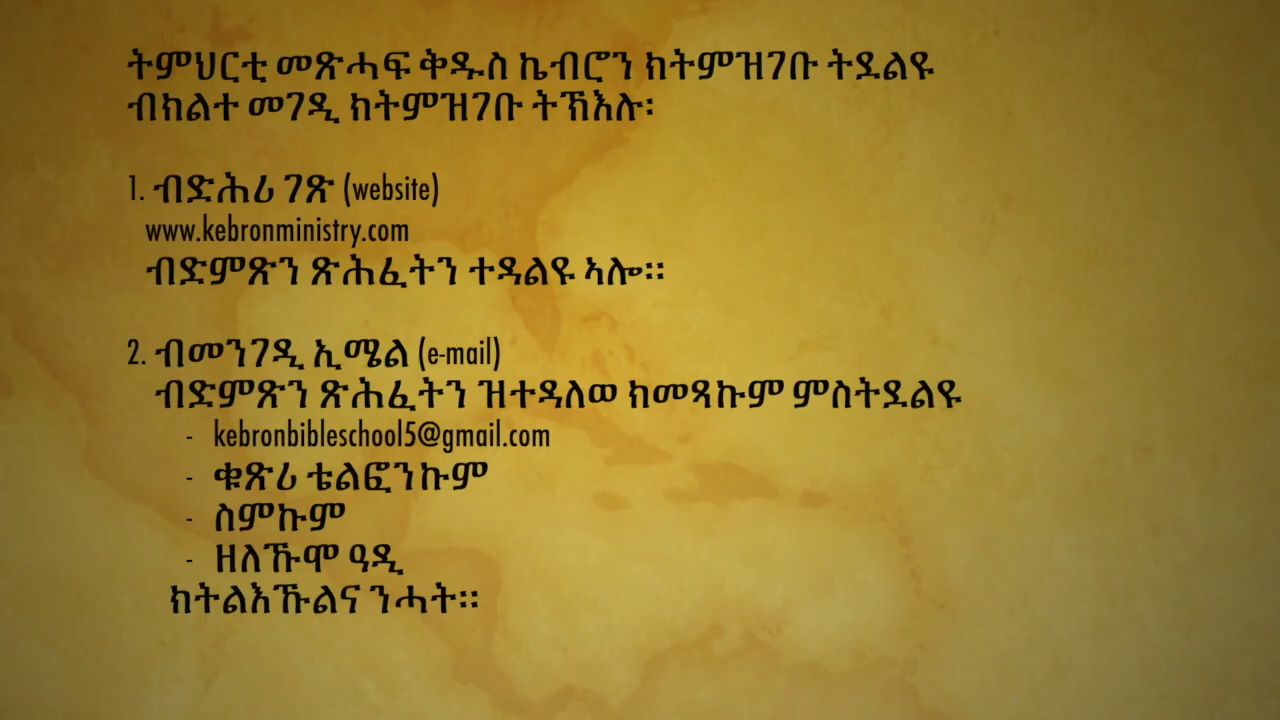 ትምህርቲ መጽሓፍ ቅዱስ ኬብሮን ክትምዝገቡ ትደልዩ
ብክልተ መገዲ ክትምዝገቡ ትኽእሉ፡
1. ብድሕሪ ገጽ (website)
www.kebronministry.com
ብድምጽን ጽሕፈትን ተዳልዩ ኣሎ።
2. ብመንገዲ ኢሜል (e-mail)
ብድምጽን ጽሕፈትን ዝተዳለወ ክመጻኩም ምስትደልዩ
- kebronbibleschool5@gmail.com
- ቁጽሪ ቴልፎንኩም
- ስምኩም
- ዘለኹሞ ዓዲ
ክትልእኹልና ንሓት።